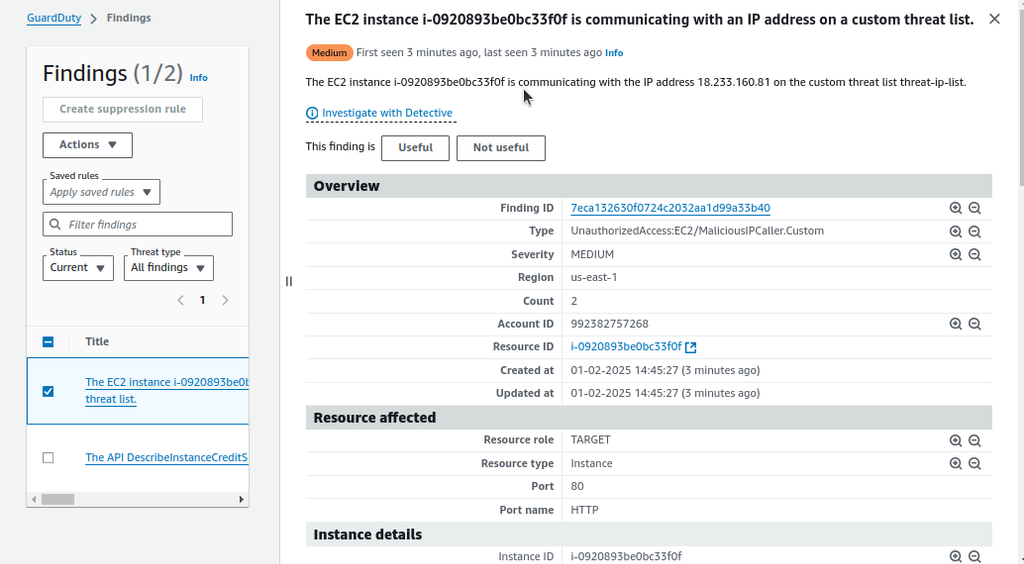 GuardDuty > Findings
Findings (1/2) Info
Create suppression rule
Actions
Saved rules
Apply saved rules
Filter findings
Status
Current
Threat type
All findings
1
Title
The EC2 instance i-0920893be0b
threat list.
The API DescribeInstanceCreditS
The EC2 instance i-0920893be0bc33f0f is communicating with an IP address on a custom threat list.
Medium First seen 3 minutes ago, last seen 3 minutes ago Info
The EC2 instance i-0920893be0bc33f0f is communicating with the IP address 18.233.160.81 on the custom threat list threat-ip-list.
Investigate with Detective
This finding is Useful Not useful
Overview
Finding ID 7eca132630f0724c2032aa1d99a33b40
Type UnauthorizedAccess:EC2/MaliciousIPCaller.Custom
Severity MEDIUM
Region us-east-1
Count 2
Account ID 992382757268
Resource ID i-0920893be0bc33f0f
Created at 01-02-2025 14:45:27 (3 minutes ago)
Updated at 01-02-2025 14:45:27 (3 minutes ago)
Resource affected
Resource role TARGET
Resource type Instance
Port 80
Port name HTTP
Instance details
Instance ID i-0920893be0bc33f0f